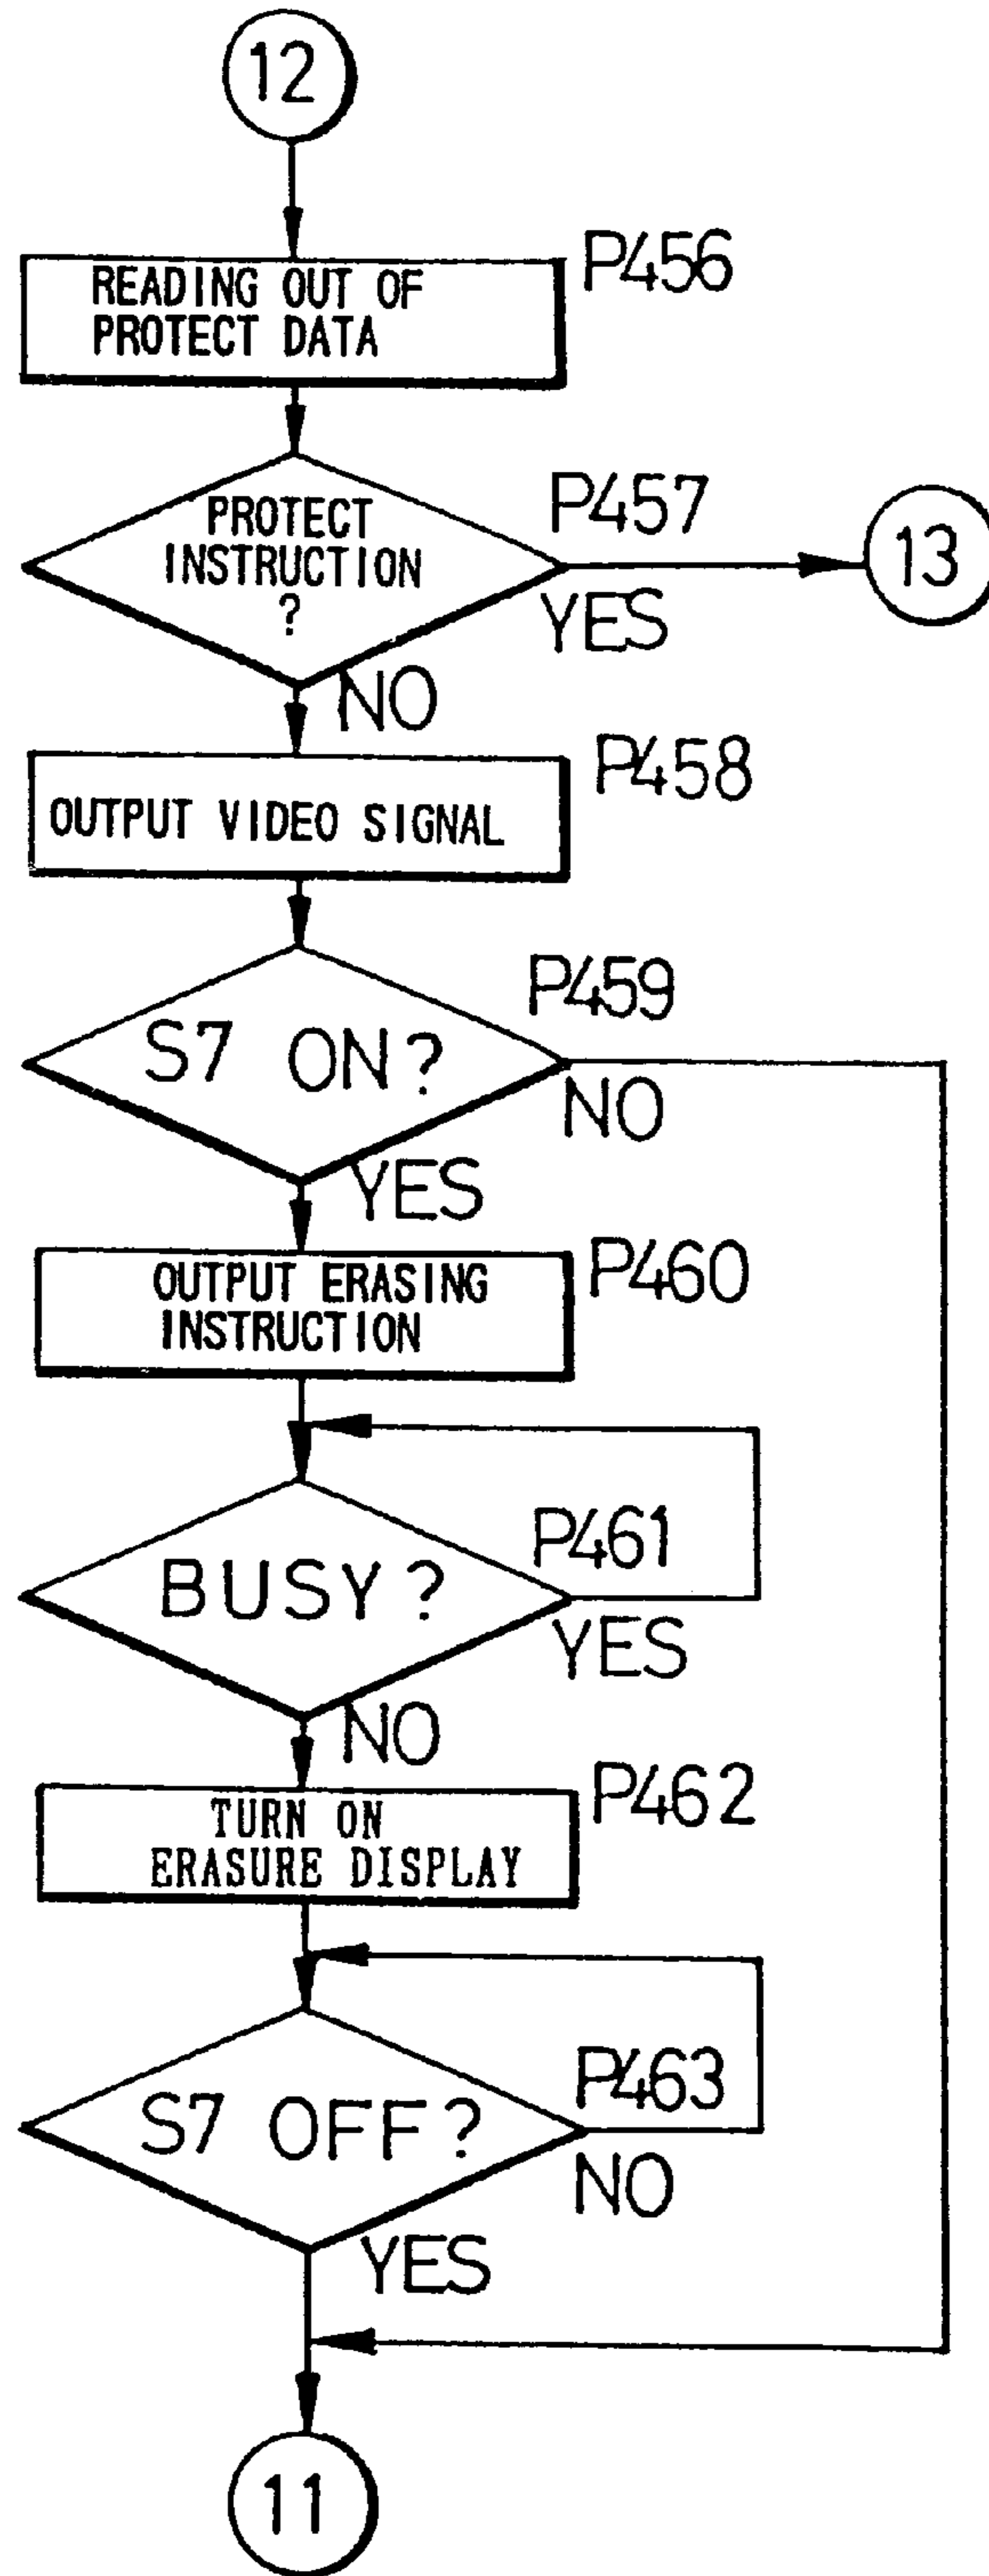 12
P456
READING OUT OF
PROTECT DATA
P457
PROTECT
INSTRUCTION
?
13
YES
NO
P458
OUTPUT VIDEO SIGNAL
P459
S7 ON?
NO
YES
P460
OUTPUT ERASING
INSTRUCTION
P461
BUSY?
YES
NO
P462
TURN ON
ERASURE DISPLAY
P463
S7 OFF?
NO
YES
11